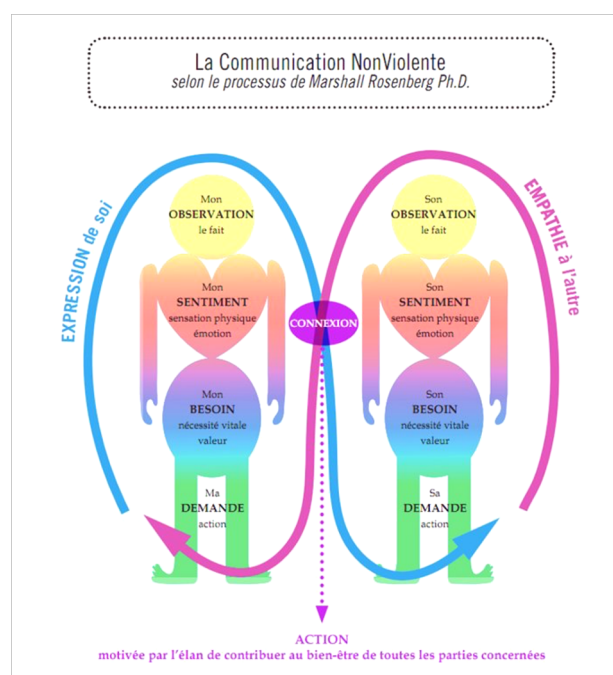 La Communication NonViolente
selon le processus de Marshall Rosenberg Ph.D.
EXPRESSION de soi
Mon
OBSERVATION
le fait
Mon
SENTIMENT
sensation physique
émotion
Mon
BESOIN
nécessité vitale
valeur
Ma
DEMANDE
action
CONNEXION
Son
OBSERVATION
le fait
Son
SENTIMENT
sensation physique
émotion
Son
BESOIN
nécessité vitale
valeur
Sa
DEMANDE
action
EMPATHIE à l'autre
ACTION
motivée par l'élan de contribuer au bien-être de toutes les parties concernées